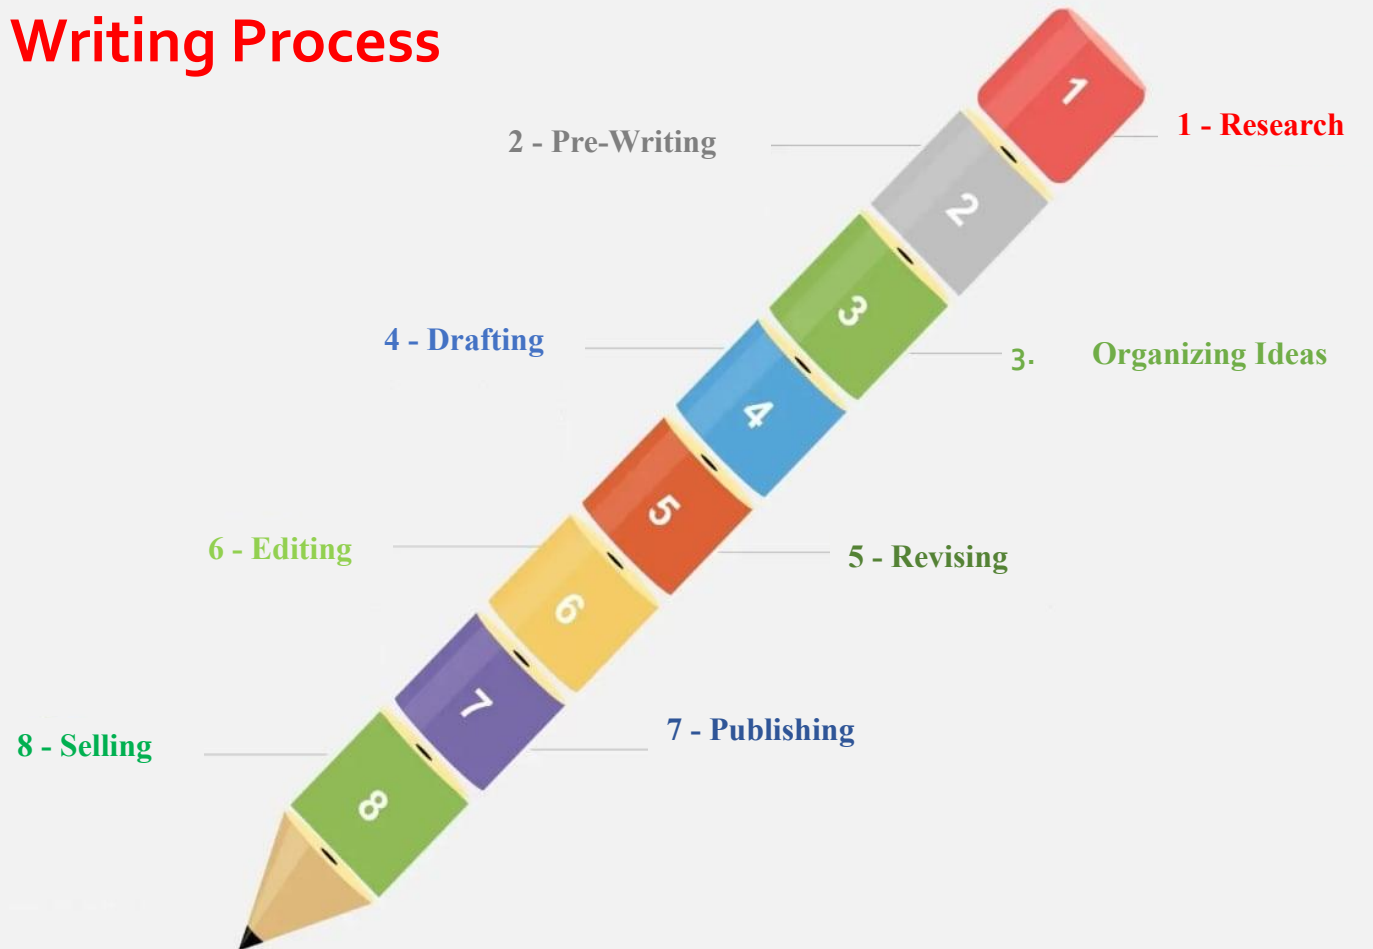 Writing Process
1
1 - Research
2 - Pre-Writing
2
3
3. Organizing Ideas
4 - Drafting
4
5
5 - Revising
6 - Editing
6
7
7 - Publishing
8 - Selling
8